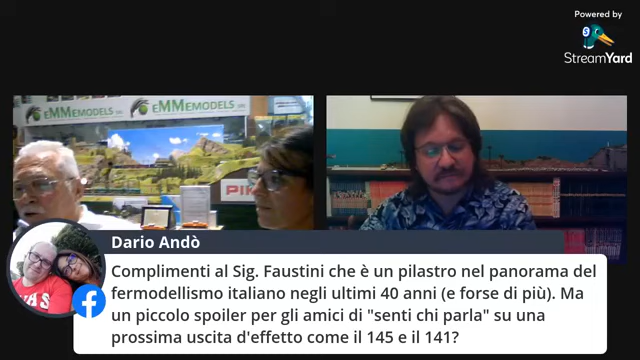 Powered by
StreamYard
eMMeMODELS
eMMeMODELS
PI
Dario Andò
Complimenti al Sig. Faustini che è un pilastro nel panorama del
fermodellismo italiano negli ultimi 40 anni (e forse di più). Ma
un piccolo spoiler per gli amici di "senti chi parla" su una
prossima uscita d'effetto come il 145 e il 141?